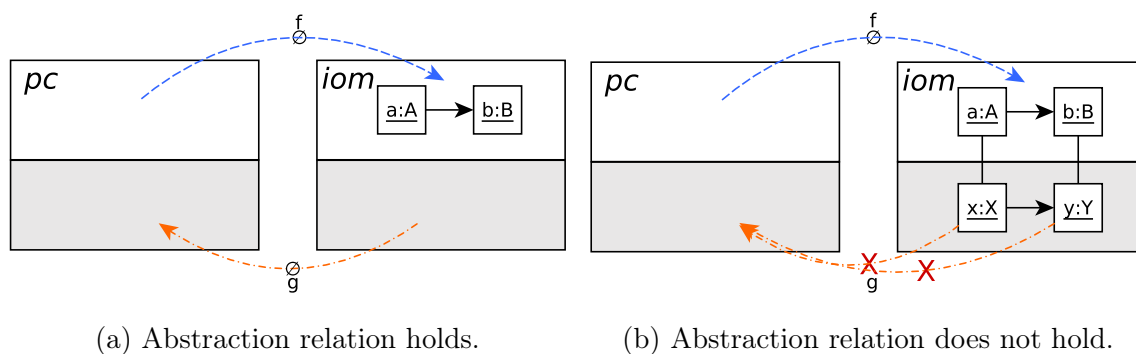 f
∅
pc
iom
a:A
b:B
∅
g
(a) Abstraction relation holds.
f
∅
pc
iom
a:A
b:B
x:X
y:Y
X
X
g
(b) Abstraction relation does not hold.